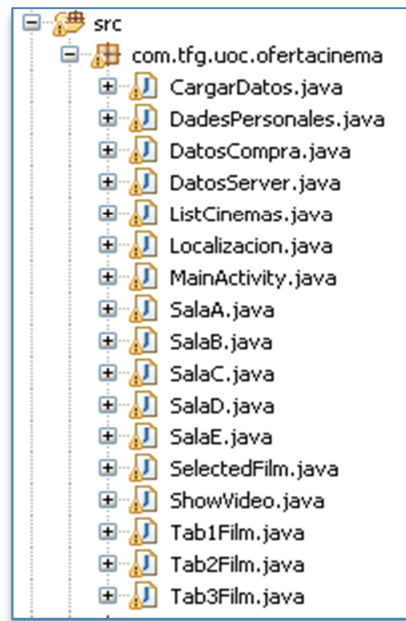 src
com.tfg.uoc.ofertacinema
CargarDatos.java
DadesPersonales.java
DatosCompra.java
DatosServer.java
ListCinemas.java
Localizacion.java
MainActivity.java
SalaA.java
SalaB.java
SalaC.java
SalaD.java
SalaE.java
SelectedFilm.java
ShowVideo.java
Tab1Film.java
Tab2Film.java
Tab3Film.java